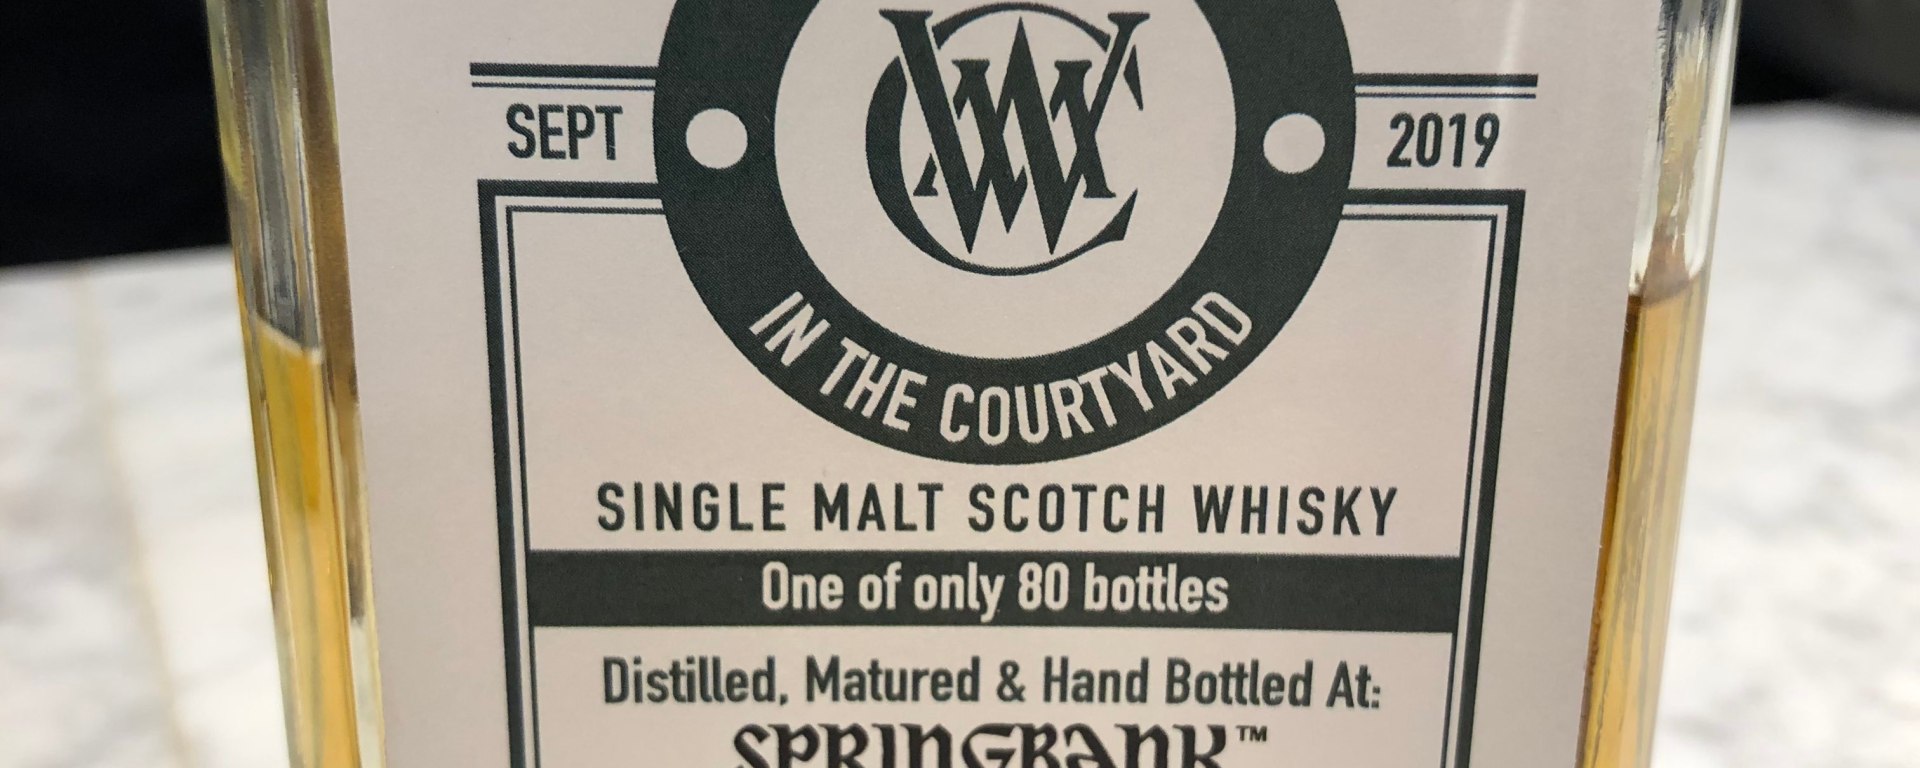 SEPT
2019
IN THE COURTYARD
SINGLE MALT SCOTCH WHISKY
One of only 80 bottles
Distilled, Matured & Hand Bottled At:
SPRINGBANK™